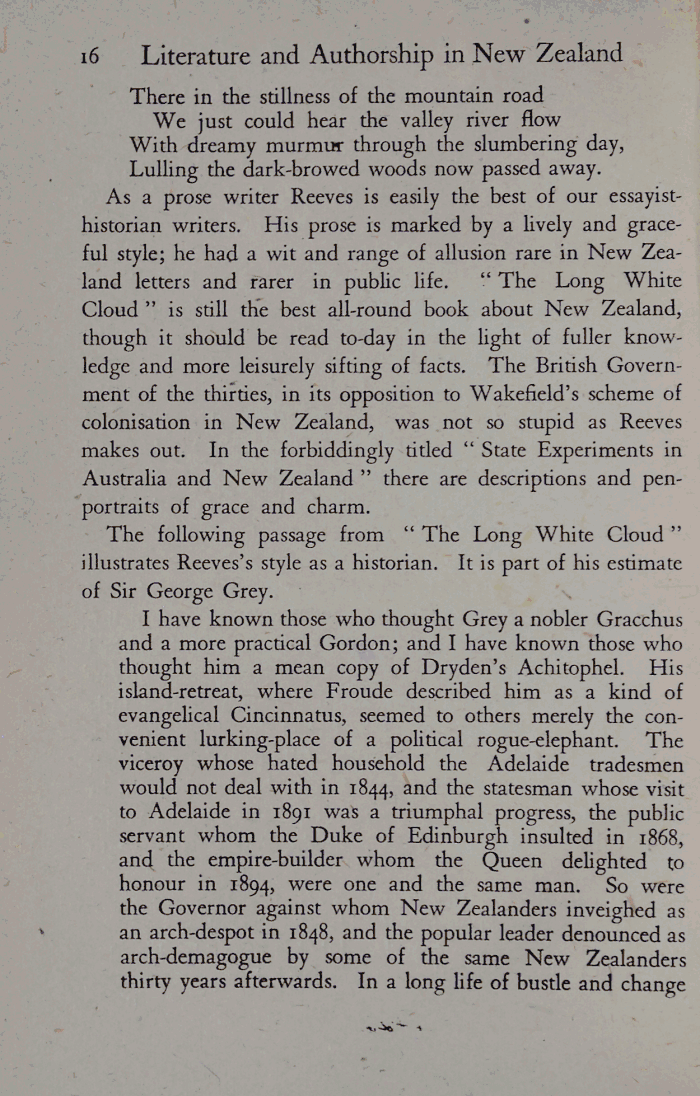 16 Literature and Authorship in New Zealand
There in the stillness of the mountain road
We just could hear the valley river flow
With dreamy murmur through the slumbering day,
Lulling the dark-browed woods now passed away.
As a prose writer Reeves is easily the best of our essayist-
historian writers. His prose is marked by a lively and grace-
ful style; he had a wit and range of allusion rare in New Zea-
land letters and rarer in public life. “ The Long White
Cloud ” is still the best all-round book about New Zealand,
though it should be read to-day in the light of fuller know-
ledge and more leisurely sifting of facts. The British Govern-
ment of the thirties, in its opposition to Wakefield’s scheme of
colonisation in New Zealand, was not so stupid as Reeves
makes out. In the forbiddingly titled “ State Experiments in
Australia and New Zealand ” there are descriptions and pen-
portraits of grace and charm.
The following passage from “ The Long White Cloud ”
illustrates Reeves’s style as a historian. It is part of his estimate
of Sir George Grey.
I have known those who thought Grey a nobler Gracchus
and a more practical Gordon; and I have known those who
thought him a mean copy of Dryden’s Achitophel. His
island-retreat, where Froude described him as a kind of
evangelical Cincinnatus, seemed to others merely the con-
venient lurking-place of a political rogue-elephant. The
viceroy whose hated household the Adelaide tradesmen
would not deal with in 1844, and the statesman whose visit
to Adelaide in 1891 was a triumphal progress, the public
servant whom the Duke of Edinburgh insulted in 1868,
and the empire-builder whom the Queen delighted to
honour in 1894, were one and the same man. So were
the Governor against whom New Zealanders inveighed as
an arch-despot in 1848, and the popular leader denounced as
arch-demagogue by some of the same New Zealanders
thirty years afterwards. In a long life of bustle and change